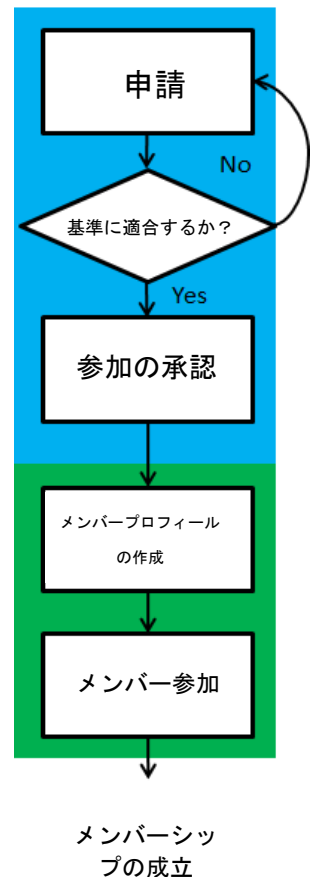 申請
No
基準に適合するか？
Yes
参加の承認
メンバープロフィール
の作成
メンバー参加
メンバーシッ
プの成立